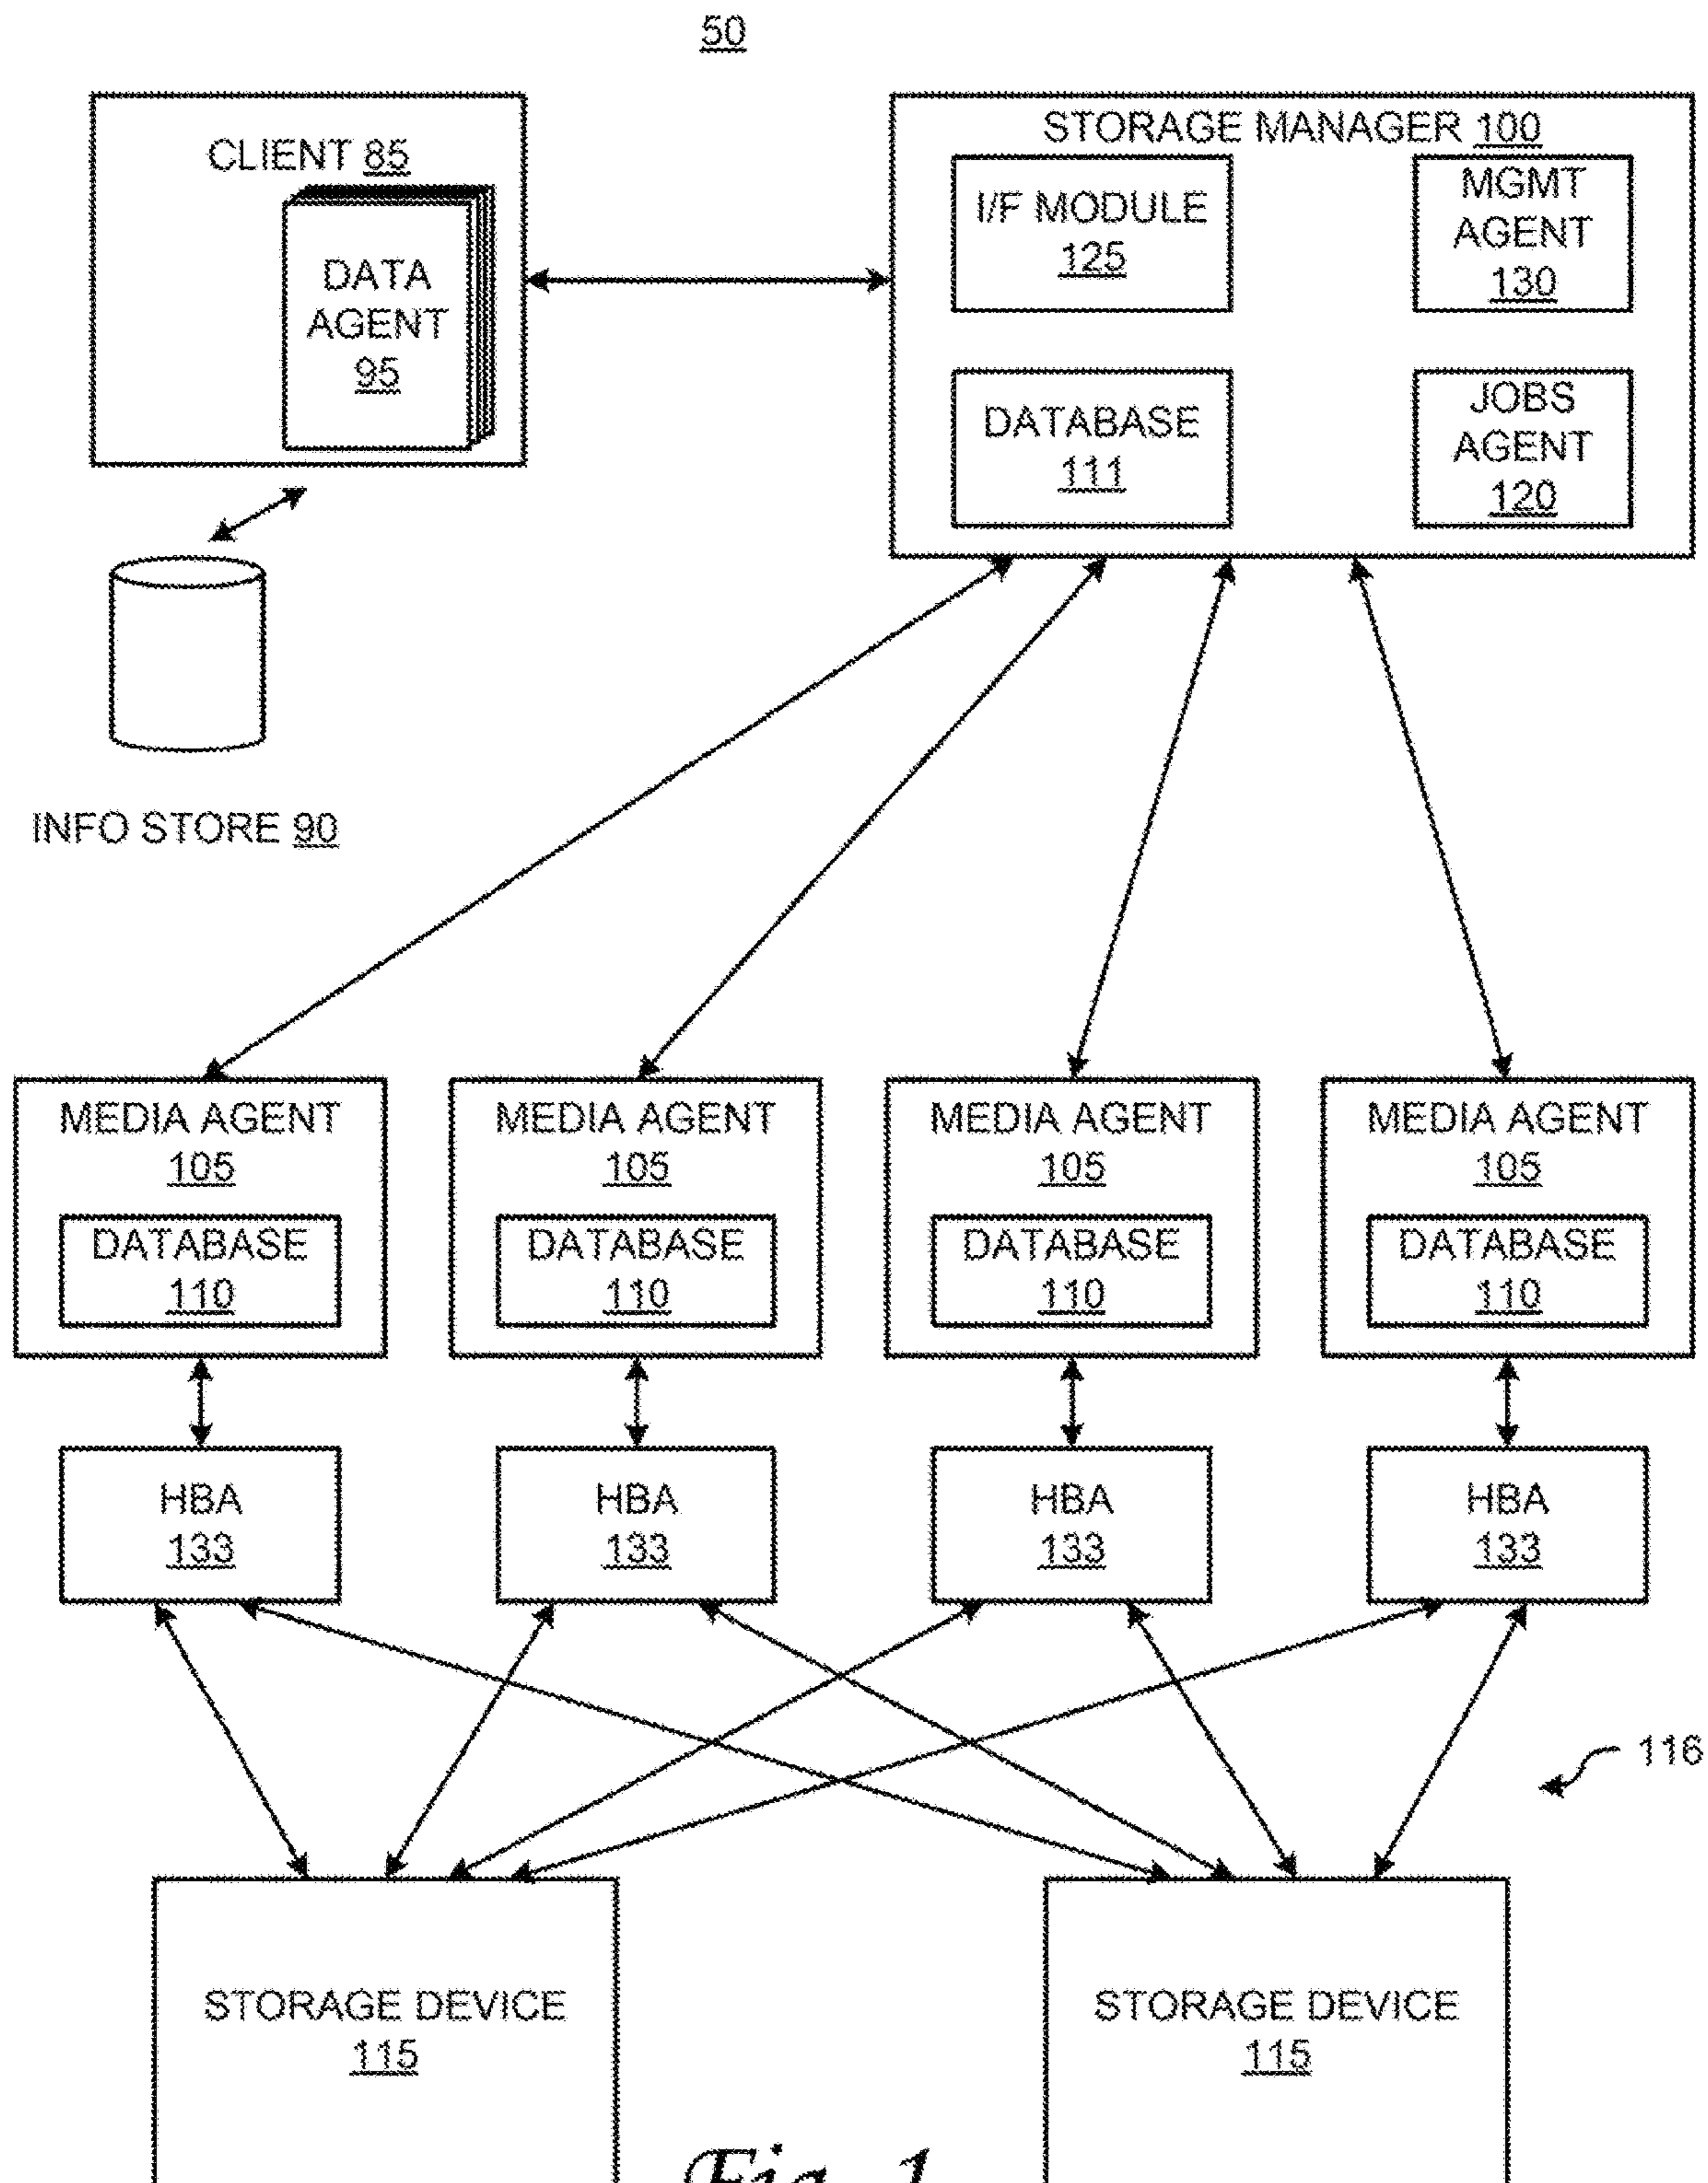 50
CLIENT 85
DATA
AGENT
95
STORAGE MANAGER 100
I/F MODULE
125
MGMT
AGENT
130
DATABASE
111
JOBS
AGENT
120
INFO STORE 90
MEDIA AGENT
105
DATABASE
110
MEDIA AGENT
105
DATABASE
110
MEDIA AGENT
105
DATABASE
110
MEDIA AGENT
105
DATABASE
110
HBA
133
HBA
133
HBA
133
HBA
133
116
STORAGE DEVICE
115
STORAGE DEVICE
115
Fig. 1